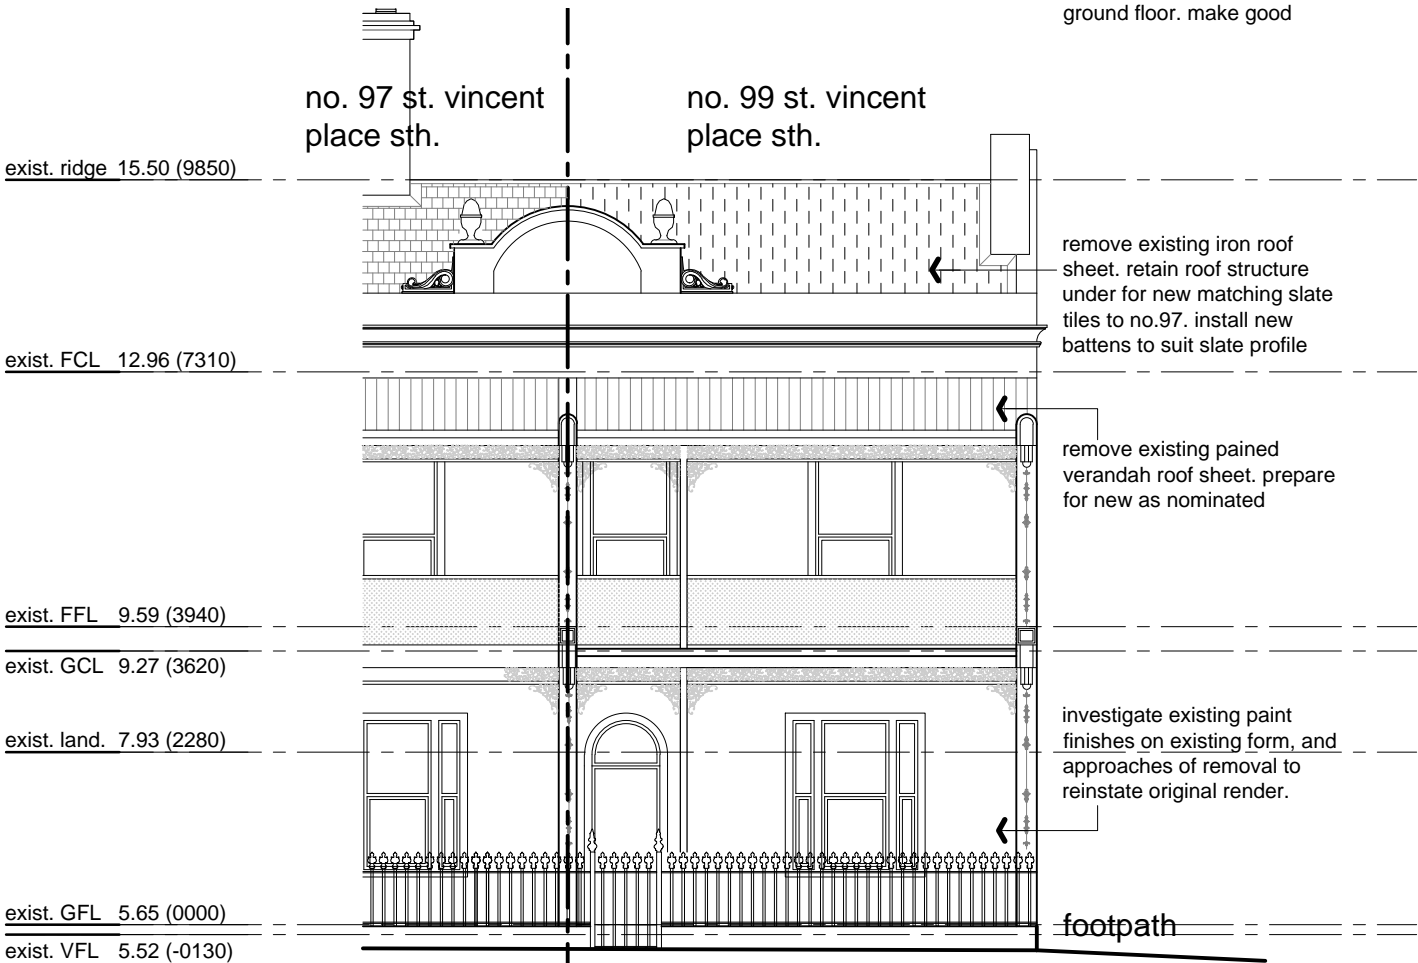 ground floor. make good
no. 97 st. vincent
place sth.
no. 99 st. vincent
place sth.
exist. ridge 15.50 (9850)
remove existing iron roof
sheet. retain roof structure
under for new matching slate
tiles to no.97. install new
battens to suit slate profile
exist. FCL 12.96 (7310)
remove existing pained
verandah roof sheet. prepare
for new as nominated
exist. FFL 9.59 (3940)
exist. GCL 9.27 (3620)
exist. land. 7.93 (2280)
investigate existing paint
finishes on existing form, and
approaches of removal to
reinstate original render.
exist. GFL 5.65 (0000)
footpath
exist. VFL 5.52 (-0130)